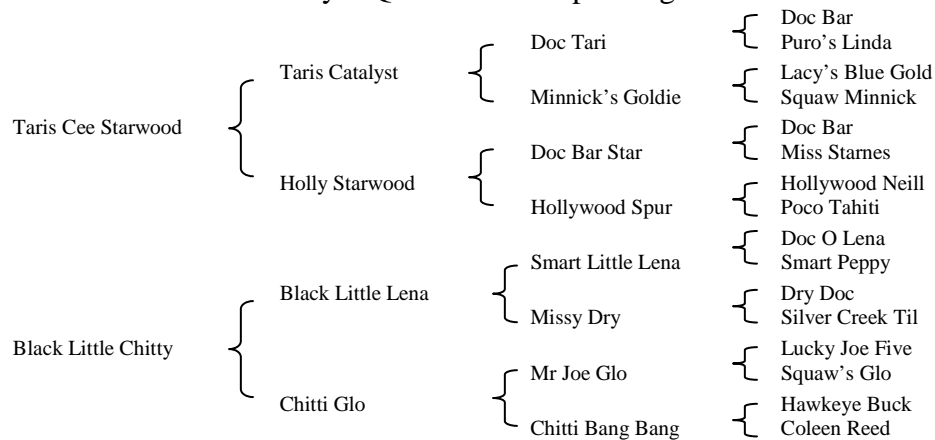 Doc Bar
Doc Tari
Puro's Linda
Taris Catalyst
Lacy's Blue Gold
Minnick's Goldie
Squaw Minnick
Taris Cee Starwood
Doc Bar
Doc Bar Star
Miss Starnes
Holly Starwood
Hollywood Neill
Hollywood Spur
Poco Tahiti
Doc O Lena
Smart Little Lena
Smart Peppy
Black Little Lena
Dry Doc
Missy Dry
Silver Creek Til
Black Little Chitty
Lucky Joe Five
Mr Joe Glo
Squaw's Glo
Chitti Glo
Hawkeye Buck
Chitti Bang Bang
Coleen Reed